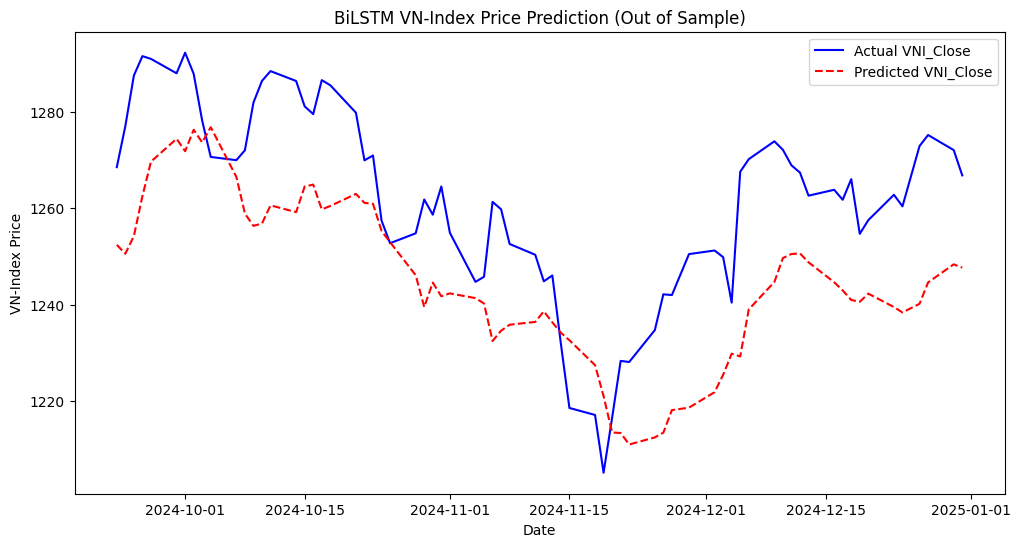 BiLSTM VN-Index Price Prediction (Out of Sample)
Actual VNI_Close
Predicted VNI_Close
VN-Index Price
1280
1260
1240
1220
2024-10-01
2024-10-15
2024-11-01
2024-11-15
2024-12-01
2024-12-15
2025-01-01
Date